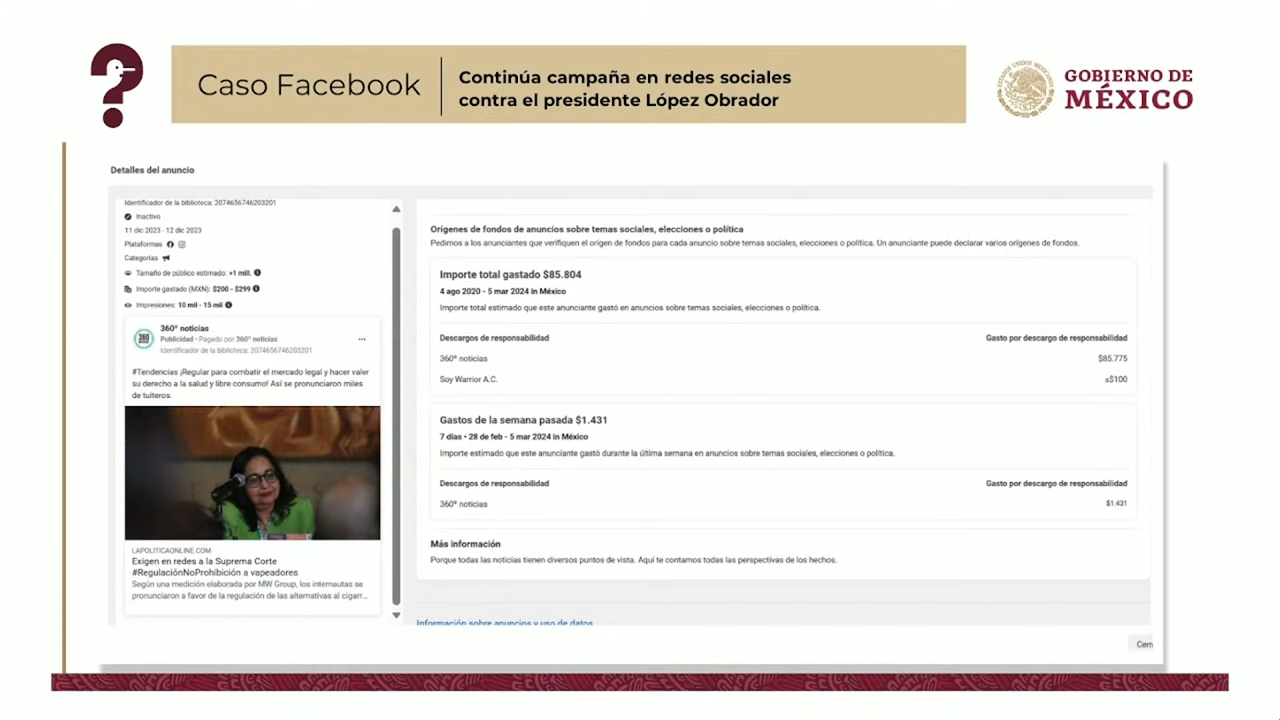 Caso Facebook
Continúa campaña en redes sociales
contra el presidente López Obrador
GOBIERNO DE
MÉXICO
Detalles del anuncio
Identificador de la biblioteca: 2074656746203201
Inactivo
11 dic 2023 - 12 dic 2023
Plataformas
Categorías
Tamaño de público estimado: >1 mill.
Importe gastado (MXN): $200 - $299
Impresiones: 10 mil - 15 mil
360° noticias
Publicidad • Pagado por 360° noticias
Identificador de la biblioteca: 2074656746203201
#Tendencias ¡Regular para combatir el mercado legal y hacer valer
su derecho a la salud y libre consumo! Así se pronunciaron miles
de tuiteros.
LAPOLITICAONLINE.COM
Exigen en redes a la Suprema Corte
#RegulaciónNoProhibición a vapeadores
Según una medición elaborada por MW Group, los internautas se
pronunciaron a favor de la regulación de las alternativas al cigarr...
Orígenes de fondos de anuncios sobre temas sociales, elecciones o política
Pedimos a los anunciantes que verifiquen el origen de fondos para cada anuncio sobre temas sociales, elecciones o política. Un anunciante puede declarar varios orígenes de fondos.
Importe total gastado $85.804
4 ago 2020 - 5 mar 2024 in México
Importe total estimado que este anunciante gastó en anuncios sobre temas sociales, elecciones o política.
Descargos de responsabilidad Gasto por descargo de responsabilidad
360° noticias $85.775
Soy Warrior A.C. ≤$100
Gastos de la semana pasada $1.431
7 días • 28 de feb - 5 mar 2024 in México
Importe estimado que este anunciante gastó durante la última semana en anuncios sobre temas sociales, elecciones o política.
Descargos de responsabilidad Gasto por descargo de responsabilidad
360° noticias $1.431
Más información
Porque todas las noticias tienen diversos puntos de vista. Aquí te contamos todas las perspectivas de los hechos.
Información sobre anuncios y uso de datos
Cerr